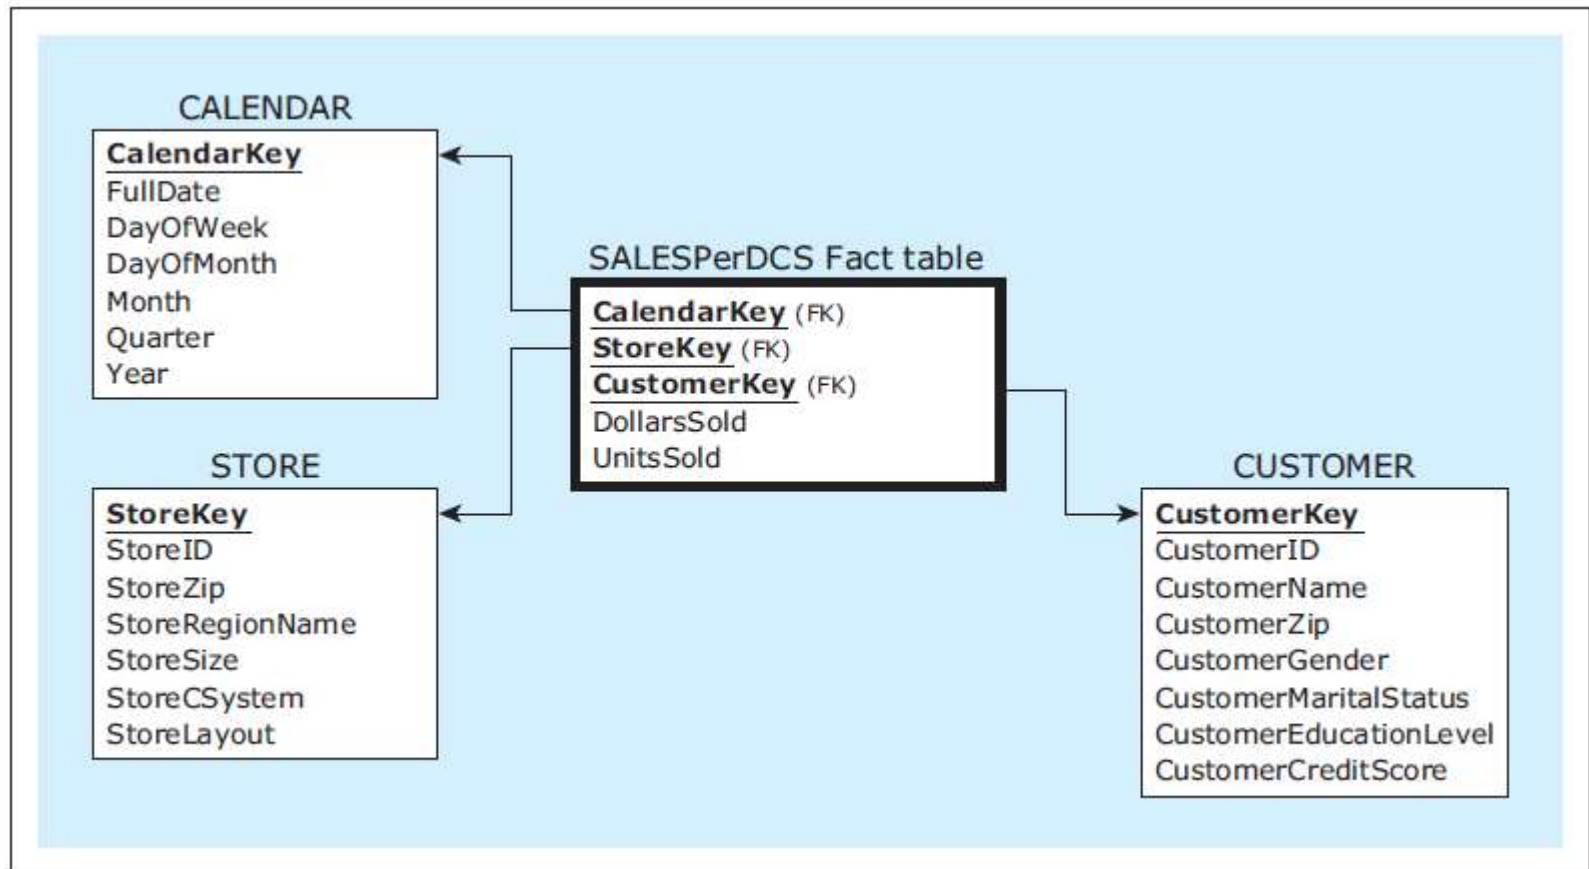 CALENDAR
CalendarKey
FullDate
DayOfWeek
DayOfMonth
Month
Quarter
Year
SALESPerDCS Fact table
CalendarKey (FK)
StoreKey (FK)
CustomerKey (FK)
DollarsSold
UnitsSold
STORE
StoreKey
StoreID
StoreZip
StoreRegionName
StoreSize
StoreCSystem
StoreLayout
CUSTOMER
CustomerKey
CustomerID
CustomerName
CustomerZip
CustomerGender
CustomerMaritalStatus
CustomerEducationLevel
CustomerCreditScore